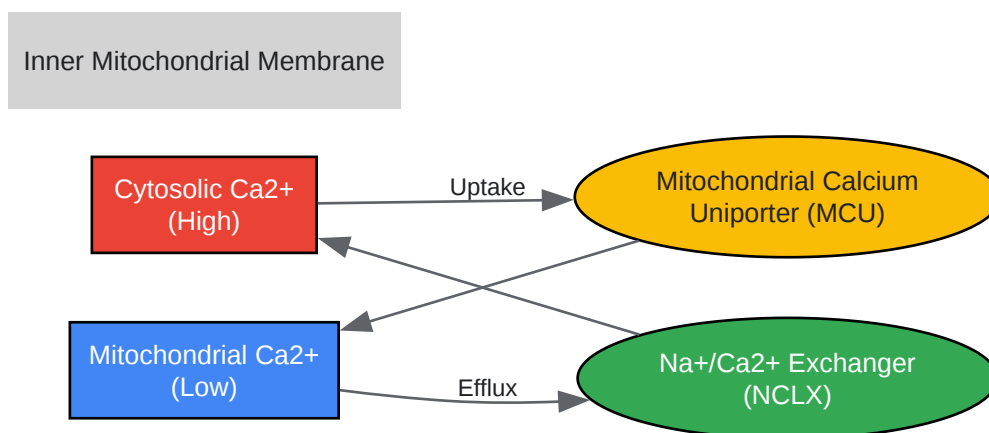 Inner Mitochondrial Membrane
Cytosolic Ca2+
(High)
Uptake
Mitochondrial Calcium
Uniporter (MCU)
Mitochondrial Ca2+
(Low)
Efflux
Na+/Ca2+ Exchanger
(NCLX)